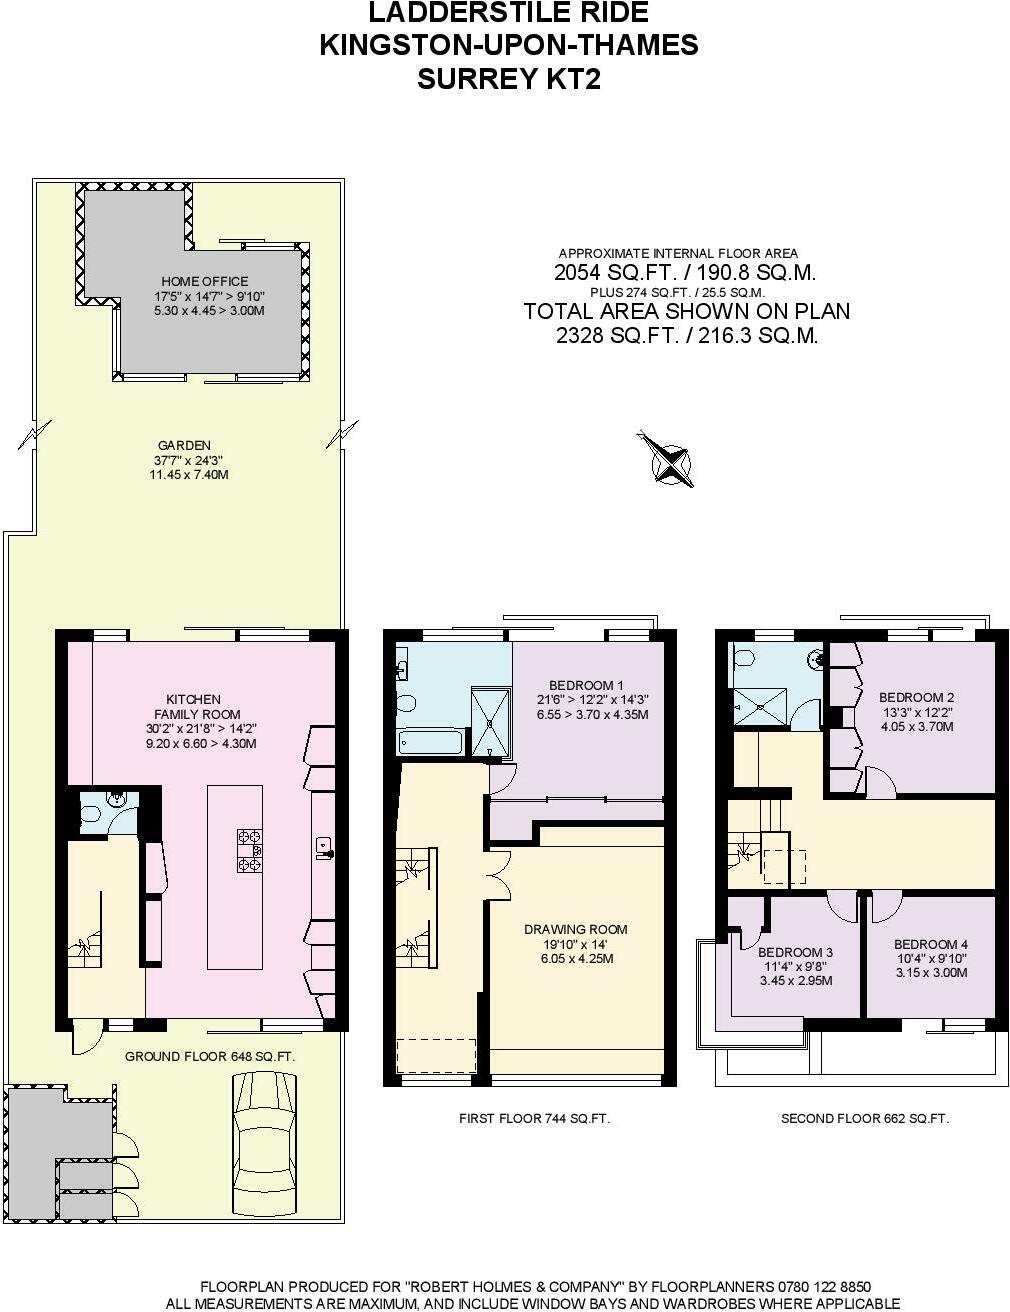 LADDERSTILE RIDE
KINGSTON-UPON-THAMES
SURREY KT2
APPROXIMATE INTERNAL FLOOR AREA
2054 SQ.FT. / 190.8 SQ.M.
PLUS 274 SQ.FT. / 25.5 SQ.M.
TOTAL AREA SHOWN ON PLAN
2328 SQ.FT. / 216.3 SQ.M.
HOME OFFICE
17'5" x 14'7" > 9'10"
5.30 x 4.45 > 3.00M
GARDEN
37'7" x 24'3"
11.45 x 7.40M
KITCHEN
FAMILY ROOM
30'2" x 21'8" > 14'2"
9.20 x 6.60 > 4.30M
GROUND FLOOR 648 SQ.FT.
BEDROOM 1
21'6" > 12'2" x 14'3"
6.55 > 3.70 x 4.35M
DRAWING ROOM
19'10" x 14'
6.05 x 4.25M
FIRST FLOOR 744 SQ.FT.
BEDROOM 2
13'3" x 12'2"
4.05 x 3.70M
BEDROOM 3
11'4" x 9'8"
3.45 x 2.95M
BEDROOM 4
10'4" x 9'10"
3.15 x 3.00M
SECOND FLOOR 662 SQ.FT.
FLOORPLAN PRODUCED FOR "ROBERT HOLMES & COMPANY" BY FLOORPLANNERS 0780 122 8850
ALL MEASUREMENTS ARE MAXIMUM, AND INCLUDE WINDOW BAYS AND WARDROBES WHERE APPLICABLE